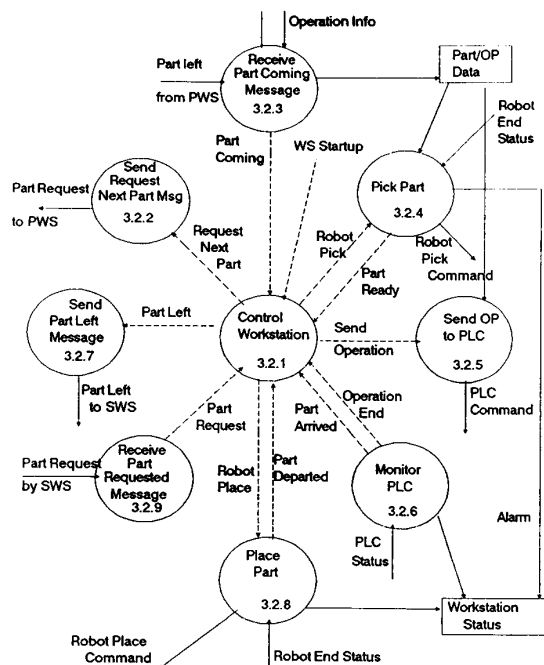 Operation Info
Receive
Part Coming
Message
3.2.3
Part left
from PWS
Part/OP
Data
Robot
End
Status
Part
Coming
WS Startup
Send
Request
Next Part Msg
3.2.2
Part Request
to PWS
Pick Part
3.2.4
Request
Next
Part
Robot
Pick
Part
Ready
Robot
Pick
Command
Send
Part Left
Message
3.2.7
Part Left
Control
Workstation
3.2.1
Send
Operation
Send OP
to PLC
3.2.5
Part Left
to SWS
PLC
Command
Part
Request
Operation
End
Part
Arrived
Part Request
by SWS
Receive
Part
Requested
Message
3.2.9
Robot
Place
Part
Departed
Monitor
PLC
3.2.6
Alarm
PLC
Status
Place
Part
3.2.8
Workstation
Status
Robot Place
Command
Robot End Status